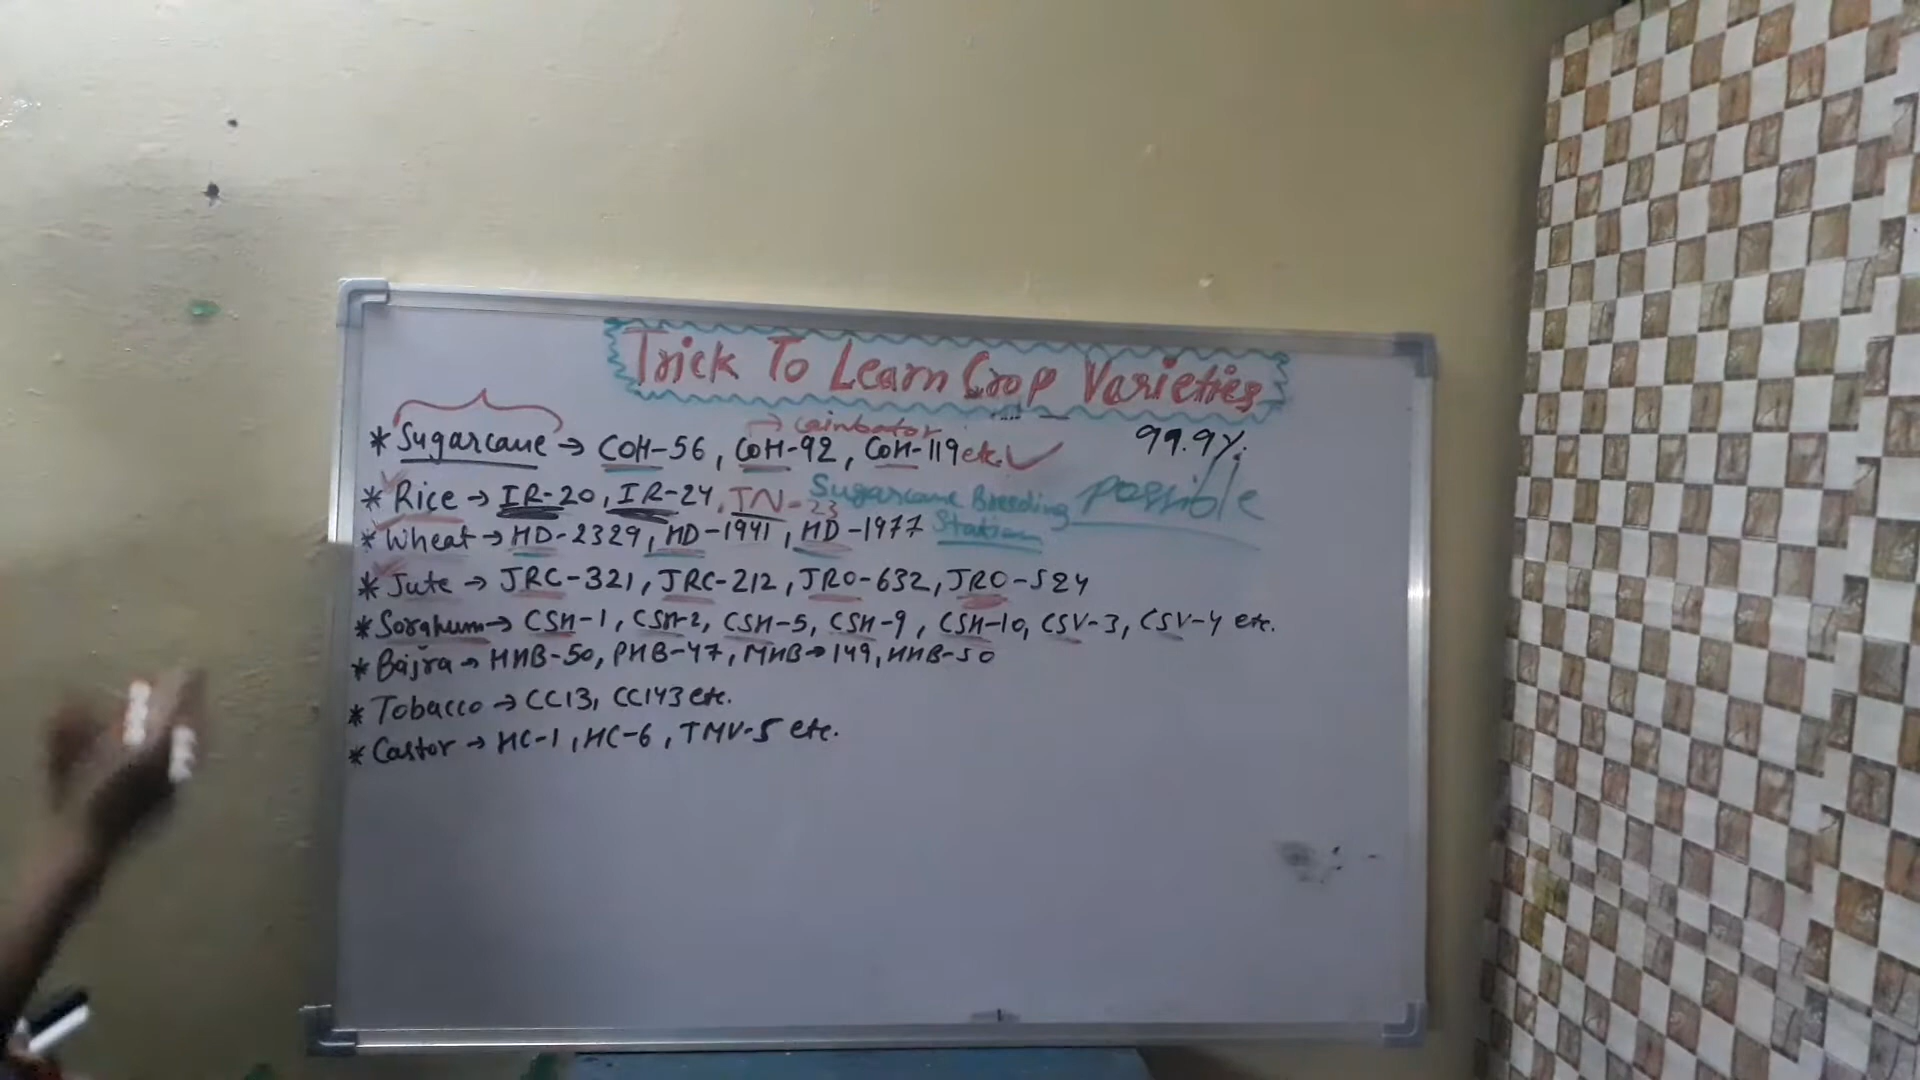 Trick To Learn Crop Varieties
→ coinbator
* Sugarcane → COH-56, COH-92, COH-119 etc. ✓ 99.9%
* Rice → IR-20, IR-24, TN-23 Sugarcane Breeding Station possible
* Wheat → HD-2329, HD-1941, HD-1977
* Jute → JRC-321, JRC-212, JRO-632, JRO-524
* Sorghum → CSH-1, CSH-2, CSH-5, CSH-9, CSH-10, CSV-3, CSV-4 etc.
* Bajra → HHB-50, PHB-47, MHB → 149, HHB-50
* Tobacco → CC13, CC143 etc.
* Castor → HC-1, HC-6, TMV-5 etc.